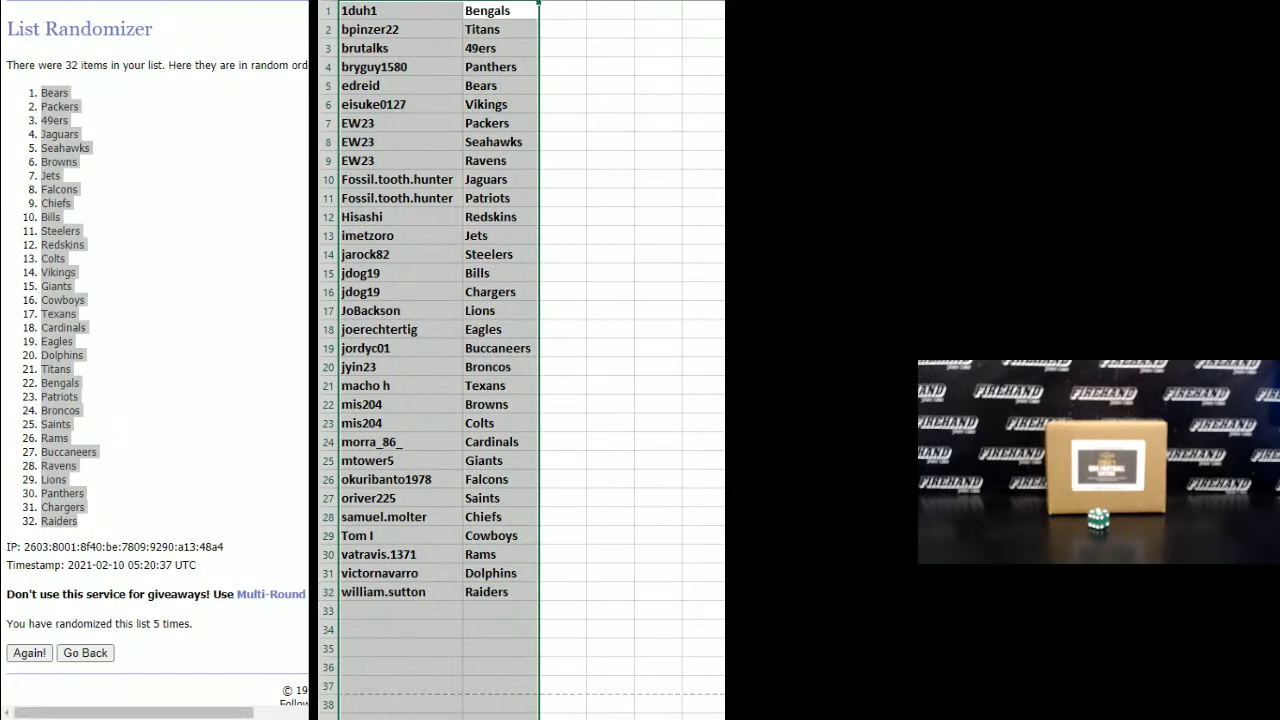 List Randomizer
There were 32 items in your list. Here they are in random ord
1. Bears
2. Packers
3. 49ers
4. Jaguars
5. Seahawks
6. Browns
7. Jets
8. Falcons
9. Chiefs
10. Bills
11. Steelers
12. Redskins
13. Colts
14. Vikings
15. Giants
16. Cowboys
17. Texans
18. Cardinals
19. Eagles
20. Dolphins
21. Titans
22. Bengals
23. Patriots
24. Broncos
25. Saints
26. Rams
27. Buccaneers
28. Ravens
29. Lions
30. Panthers
31. Chargers
32. Raiders
IP: 2603:8001:8f40:be:7809:9290:a13:48a4
Timestamp: 2021-02-10 05:20:37 UTC
Don't use this service for giveaways! Use Multi-Round
You have randomized this list 5 times.
Again! Go Back
© 19
Follow
1 1duh1 Bengals
2 bpinzer22 Titans
3 brutalks 49ers
4 bryguy1580 Panthers
5 edreid Bears
6 eisuke0127 Vikings
7 EW23 Packers
8 EW23 Seahawks
9 EW23 Ravens
10 Fossil.tooth.hunter Jaguars
11 Fossil.tooth.hunter Patriots
12 Hisashi Redskins
13 imetzoro Jets
14 jarock82 Steelers
15 jdog19 Bills
16 jdog19 Chargers
17 JoBackson Lions
18 joerechtertig Eagles
19 jordyc01 Buccaneers
20 jyin23 Broncos
21 macho h Texans
22 mis204 Browns
23 mis204 Colts
24 morra_86_ Cardinals
25 mtower5 Giants
26 okuribanto1978 Falcons
27 oriver225 Saints
28 samuel.molter Chiefs
29 Tom I Cowboys
30 vatravis.1371 Rams
31 victornavarro Dolphins
32 william.sutton Raiders
33
34
35
36
37
38
FIREHAND
FIREHAND
FIREHAND
FIREHAND
FIREHAND
FIREHAND
FIREHAND
FIREHAND
2021